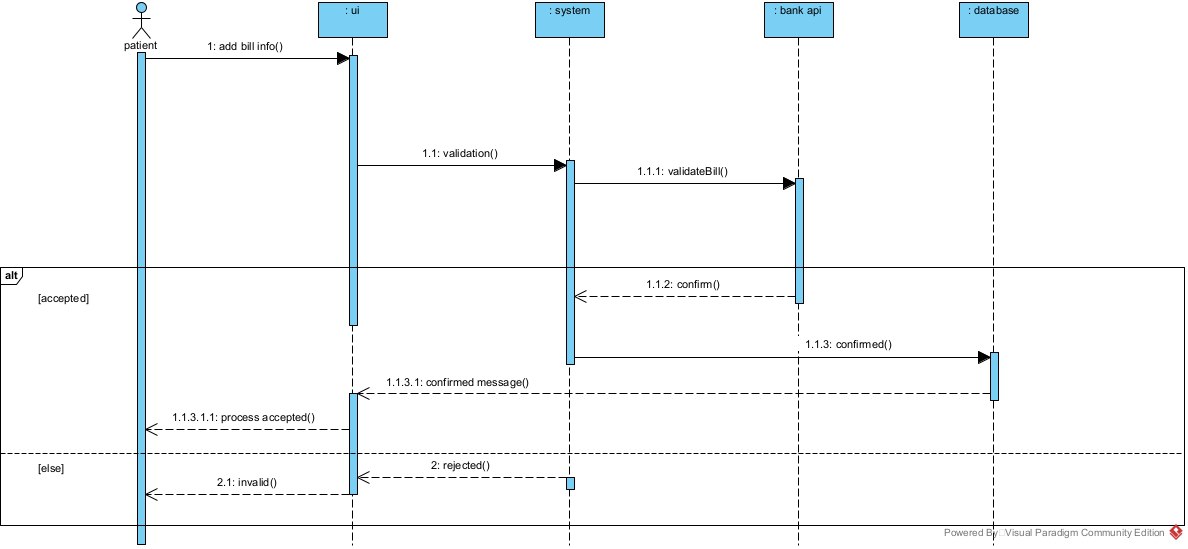 : ui
: system
: bank api
: database
patient
1: add bill info()
1.1: validation()
1.1.1: validateBill()
alt
[accepted]
1.1.2: confirm()
1.1.3: confirmed()
1.1.3.1: confirmed message()
1.1.3.1.1: process accepted()
[else]
2: rejected()
2.1: invalid()
Powered By Visual Paradigm Community Edition